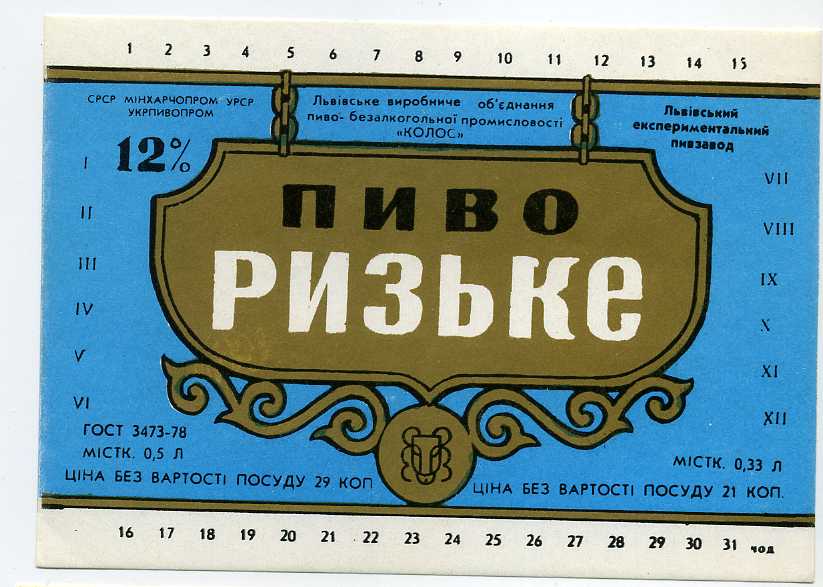 1 2 3 4 5 6 7 8 9 10 11 12 13 14 15
СРСР МІНХАРЧОПРОМ УРСР
УКРПИВОПРОМ
Львівське виробниче об'єднання
пиво-безалкогольної промисловості
«КОЛОС»
Львівський
експериментальний
пивзавод
12%
I
II
III
IV
V
VI
ПИВО
РИЗЬКЕ
VII
VIII
IX
X
XI
XII
ГОСТ 3473-78
МІСТК. 0,5 Л
ЦІНА БЕЗ ВАРТОСТІ ПОСУДУ 29 КОП
МІСТК. 0,33 Л
ЦІНА БЕЗ ВАРТОСТІ ПОСУДУ 21 КОП.
16 17 18 19 20 21 22 23 24 25 26 27 28 29 30 31